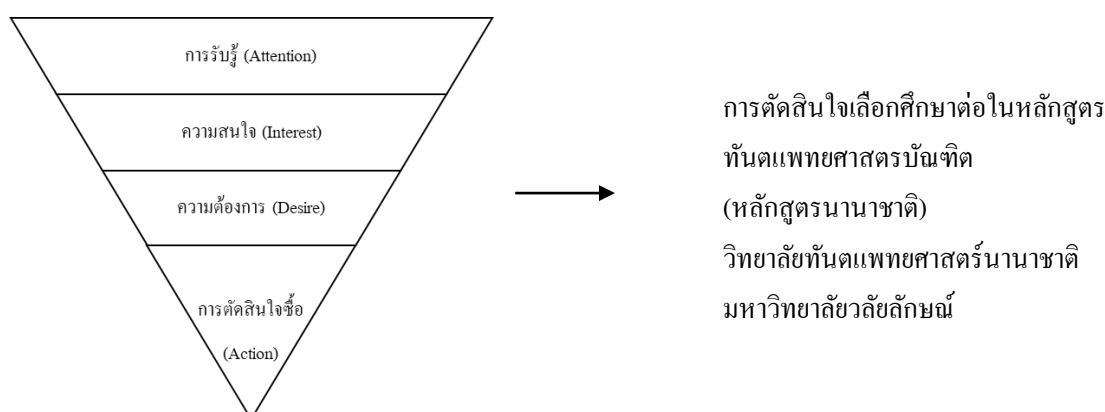 การรับรู้ (Attention)
ความสนใจ (Interest)
ความต้องการ (Desire)
การตัดสินใจซื้อ
(Action)
การตัดสินใจเลือกศึกษาต่อในหลักสูตร
ทันตแพทยศาสตรบัณฑิต
(หลักสูตรนานาชาติ)
วิทยาลัยทันตแพทยศาสตร์นานาชาติ
มหาวิทยาลัยวลัยลักษณ์